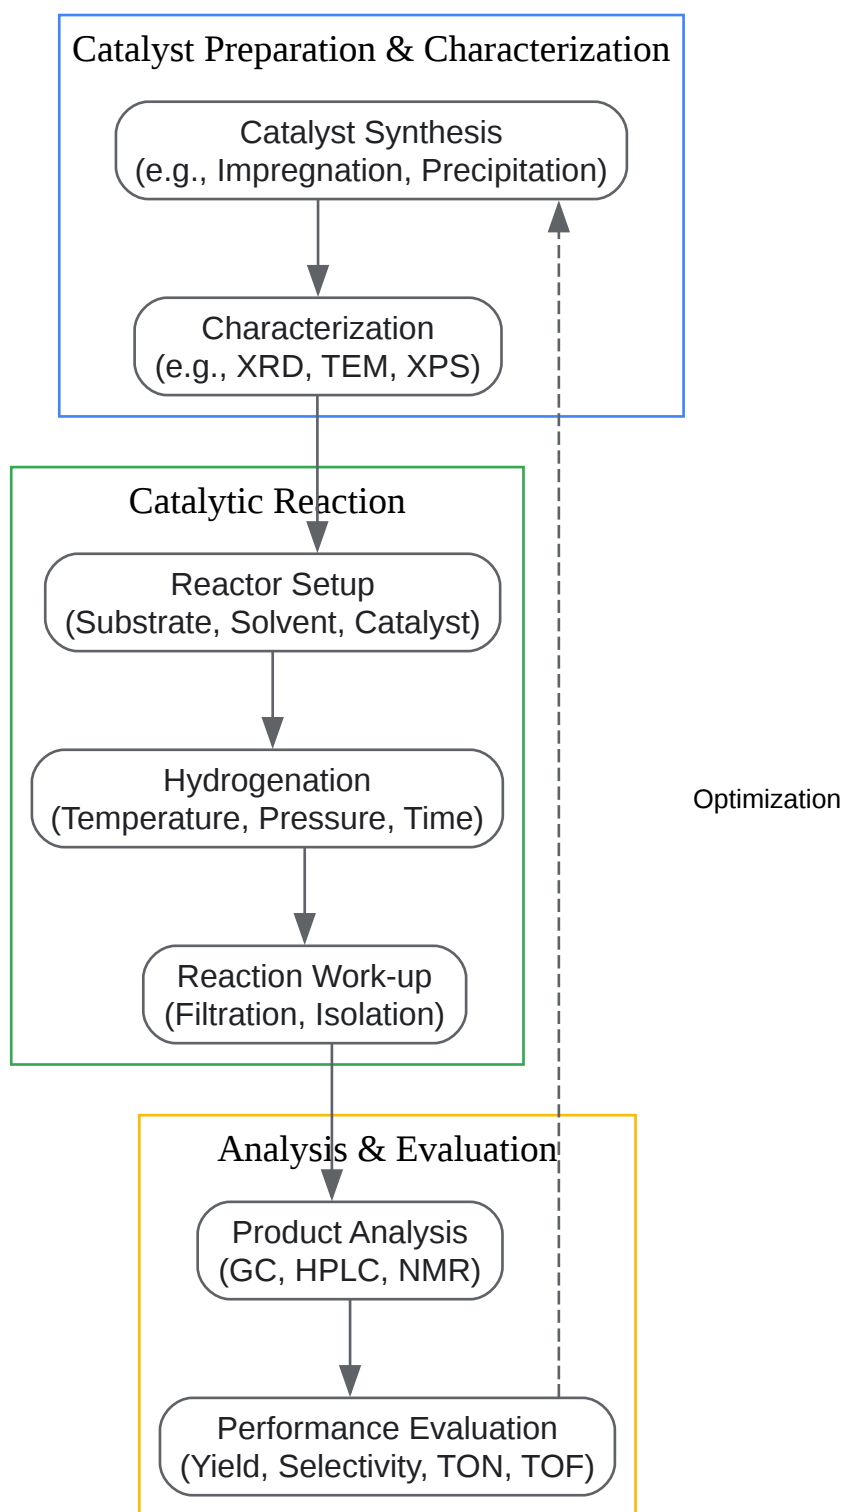 Catalyst Preparation & Characterization
Catalyst Synthesis
(e.g., Impregnation, Precipitation)
Characterization
(e.g., XRD, TEM, XPS)
Catalytic Reaction
Reactor Setup
(Substrate, Solvent, Catalyst)
Hydrogenation
(Temperature, Pressure, Time)
Optimization
Reaction Work-up
(Filtration, Isolation)
Analysis & Evaluation
Product Analysis
(GC, HPLC, NMR)
Performance Evaluation
(Yield, Selectivity, TON, TOF)